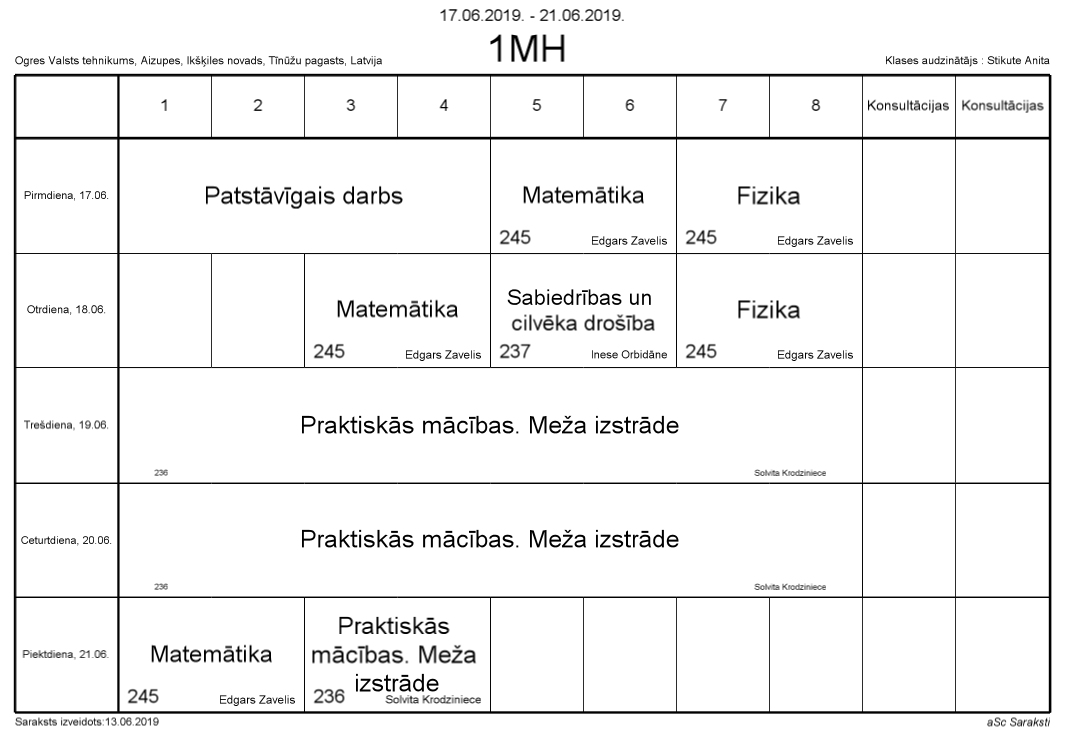 17.06.2019. - 21.06.2019.
1MH
Ogres Valsts tehnikums, Aizupes, Ikšķiles novads, Tīnūžu pagasts, Latvija
Klases audzinātājs : Stikute Anita
1 2 3 4 5 6 7 8 Konsultācijas Konsultācijas
Pirmdiena, 17.06.
Patstāvīgais darbs
Matemātika
245 Edgars Zavelis
Fizika
245 Edgars Zavelis
Otrdiena, 18.06.
Matemātika
245 Edgars Zavelis
Sabiedrības un
cilvēka drošība
237 Inese Orbidāne
Fizika
245 Edgars Zavelis
Trešdiena, 19.06.
Praktiskās mācības. Meža izstrāde
236 Solvita Krodziniece
Ceturtdiena, 20.06.
Praktiskās mācības. Meža izstrāde
236 Solvita Krodziniece
Piektdiena, 21.06.
Matemātika
245 Edgars Zavelis
Praktiskās
mācības. Meža
izstrāde
236 Solvita Krodziniece
Saraksts izveidots:13.06.2019
aSc Saraksti